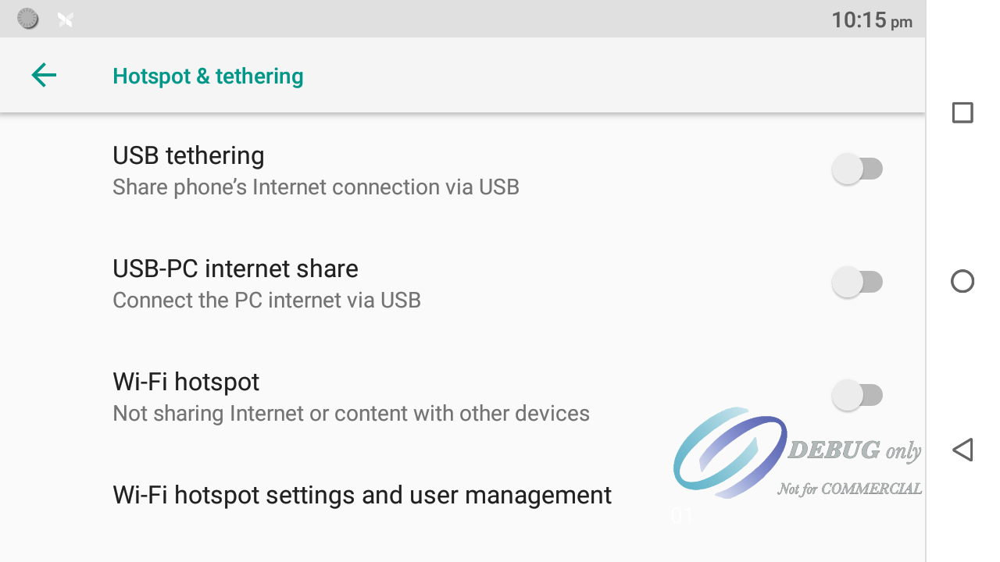 10:15 pm
Hotspot & tethering
USB tethering
Share phone’s Internet connection via USB
USB-PC internet share
Connect the PC internet via USB
Wi-Fi hotspot
Not sharing Internet or content with other devices
DEBUG only
Not for COMMERCIAL
Wi-Fi hotspot settings and user management
01